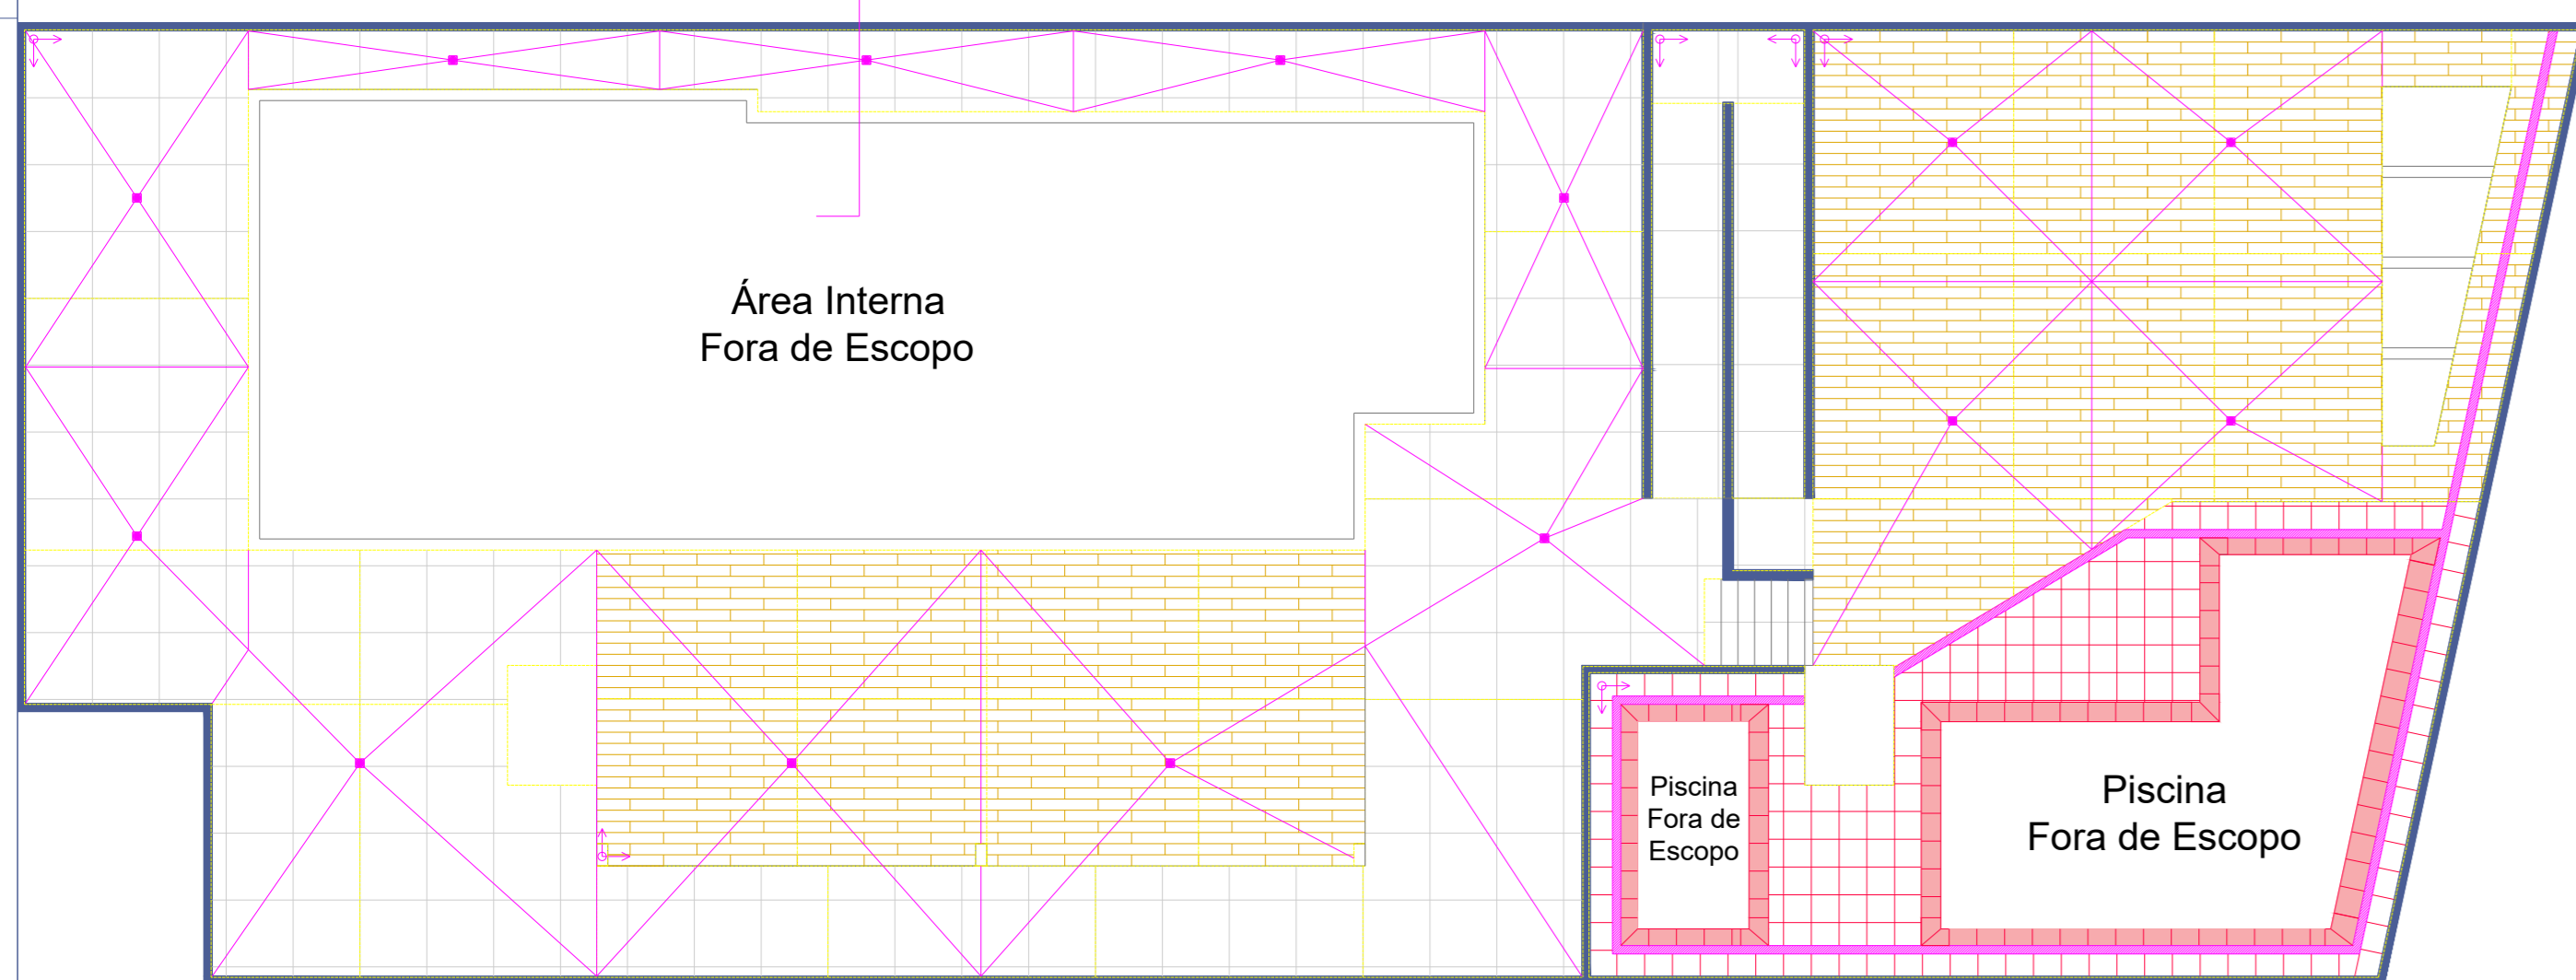 Área Interna
Fora de Escopo
Piscina
Fora de
Escopo
Piscina
Fora de Escopo